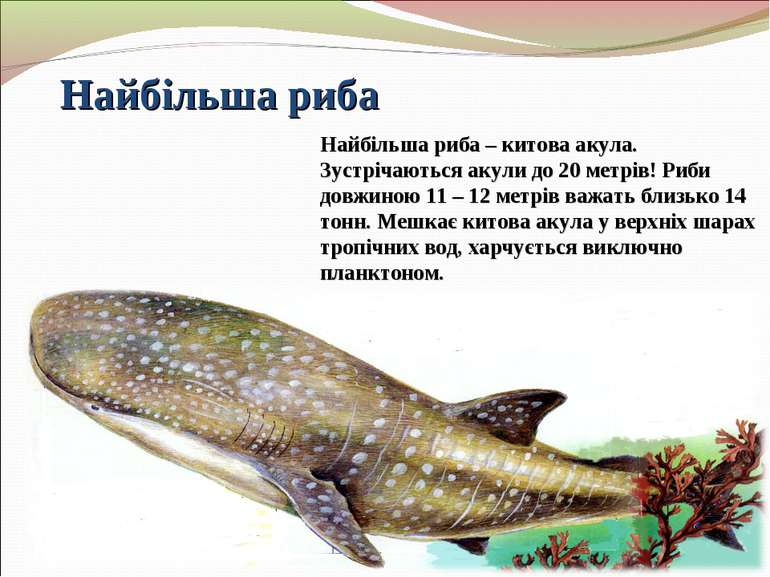 Найбільша риба
Найбільша риба – китова акула.
Зустрічаються акули до 20 метрів! Риби
довжиною 11 – 12 метрів важать близько 14
тонн. Мешкає китова акула у верхніх шарах
тропічних вод, харчується виключно
планктоном.